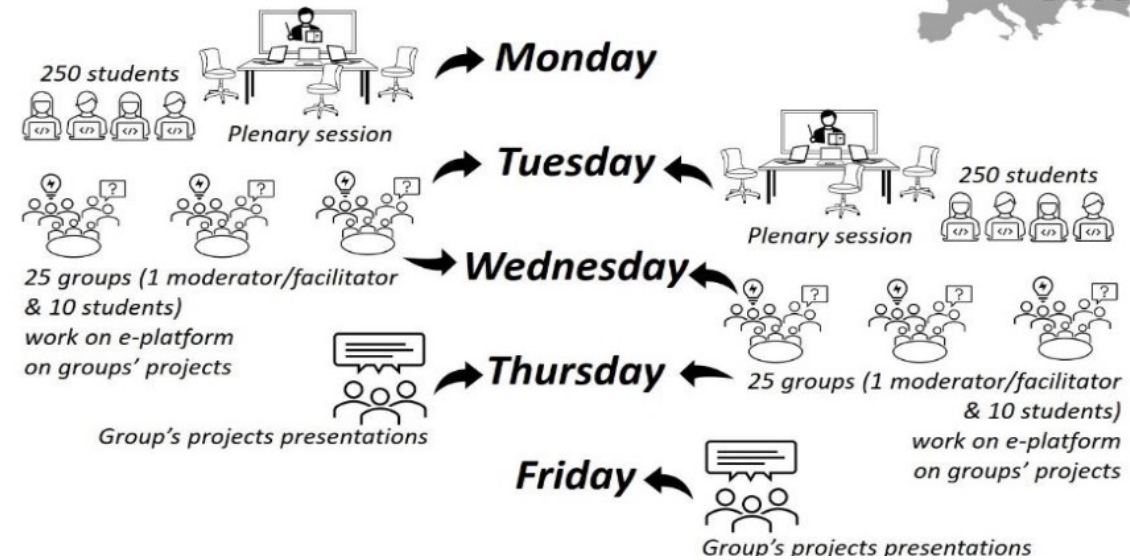 250 students
Plenary session
Monday
Tuesday
250 students
Plenary session
Wednesday
25 groups (1 moderator/facilitator
& 10 students)
work on e-platform
on groups' projects
Thursday
Group's projects presentations
25 groups (1 moderator/facilitator
& 10 students)
work on e-platform
on groups' projects
Friday
Group's projects presentations